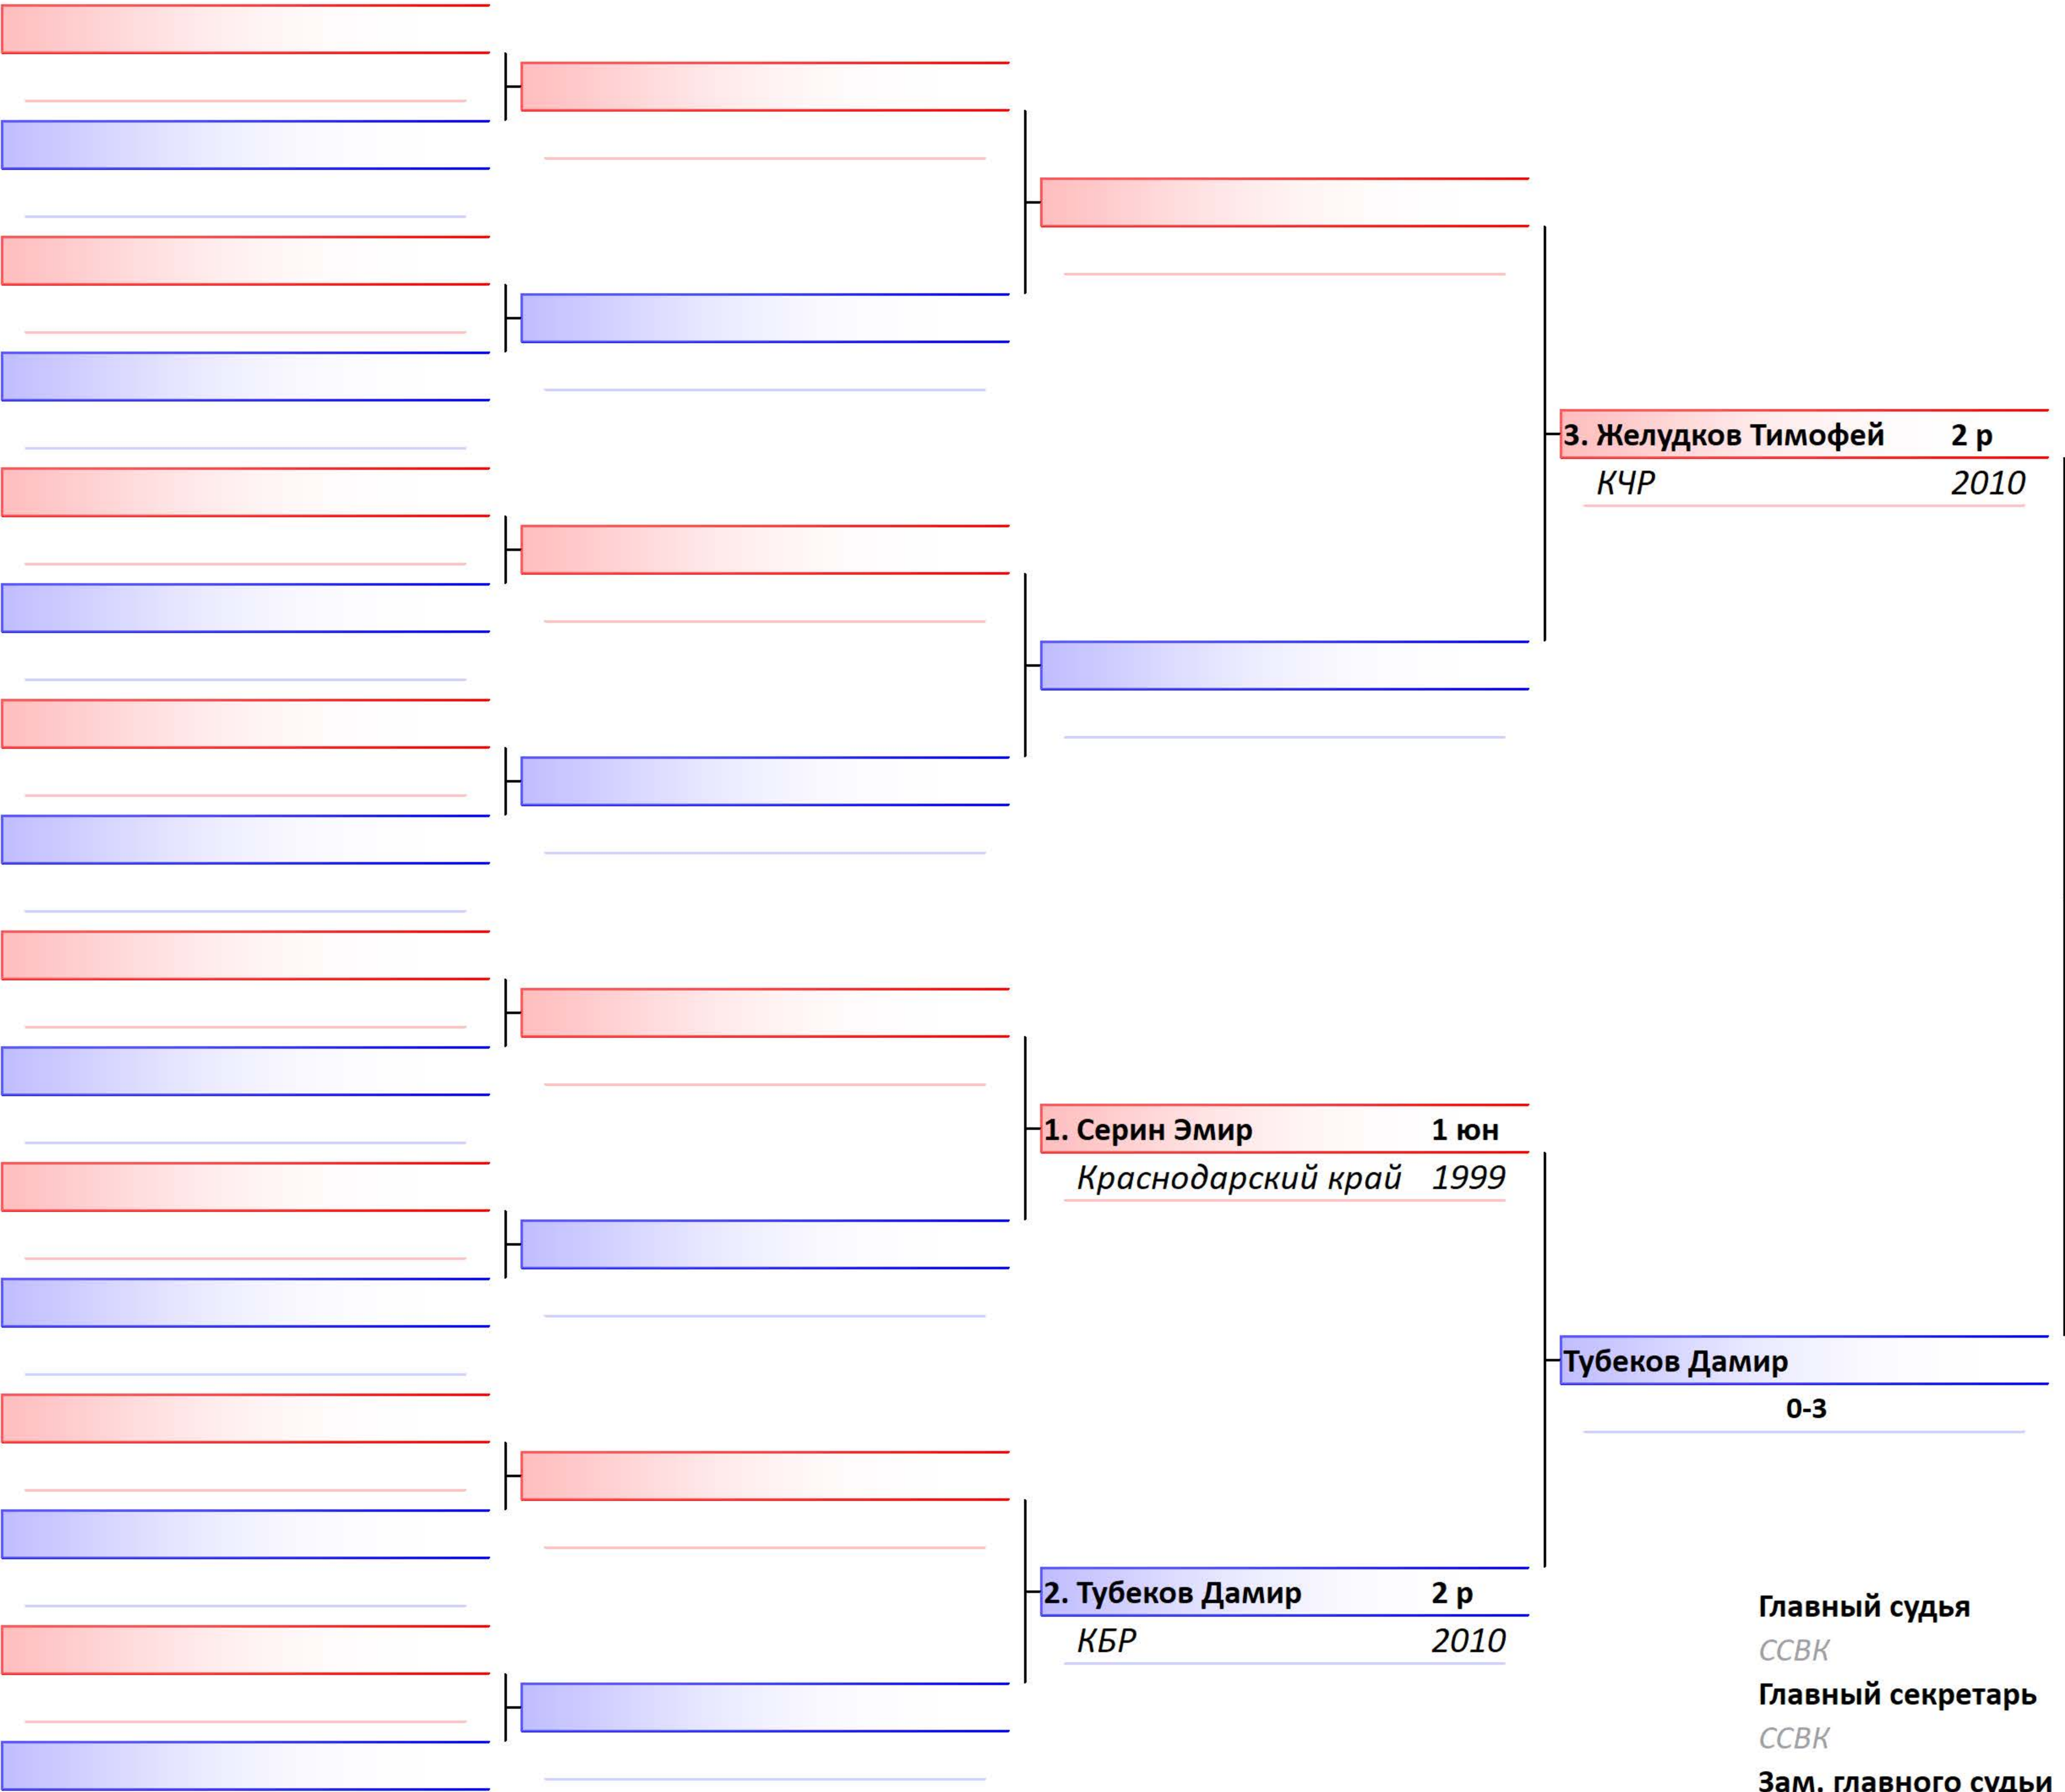 3. Желудков Тимофей 2 р
КЧР 2010
1. Серин Эмир 1 юн
Краснодарский край 1999
Тубеков Дамир
0-3
2. Тубеков Дамир 2 р
КБР 2010
Главный судья
ССВК
Главный секретарь
ССВК
Зам. главного судьи